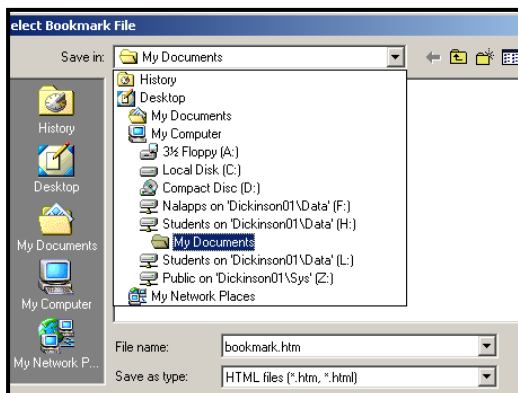 elect Bookmark File
Save in: My Documents
History
Desktop
My Documents
My Computer
3½ Floppy (A:)
Local Disk (C:)
Compact Disc (D:)
Nalapps on 'Dickinson01\Data' (F:)
Students on 'Dickinson01\Data' (H:)
My Documents
Students on 'Dickinson01\Data' (L:)
Public on 'Dickinson01\Sys' (Z:)
My Network Places
History
Desktop
My Documents
My Computer
My Network P...
File name: bookmark.htm
Save as type: HTML files (*.htm, *.html)